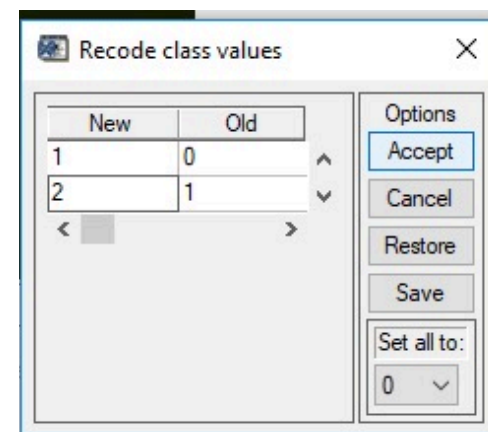 Recode class values
New Old
1 0
2 1
Options
Accept
Cancel
Restore
Save
Set all to:
0